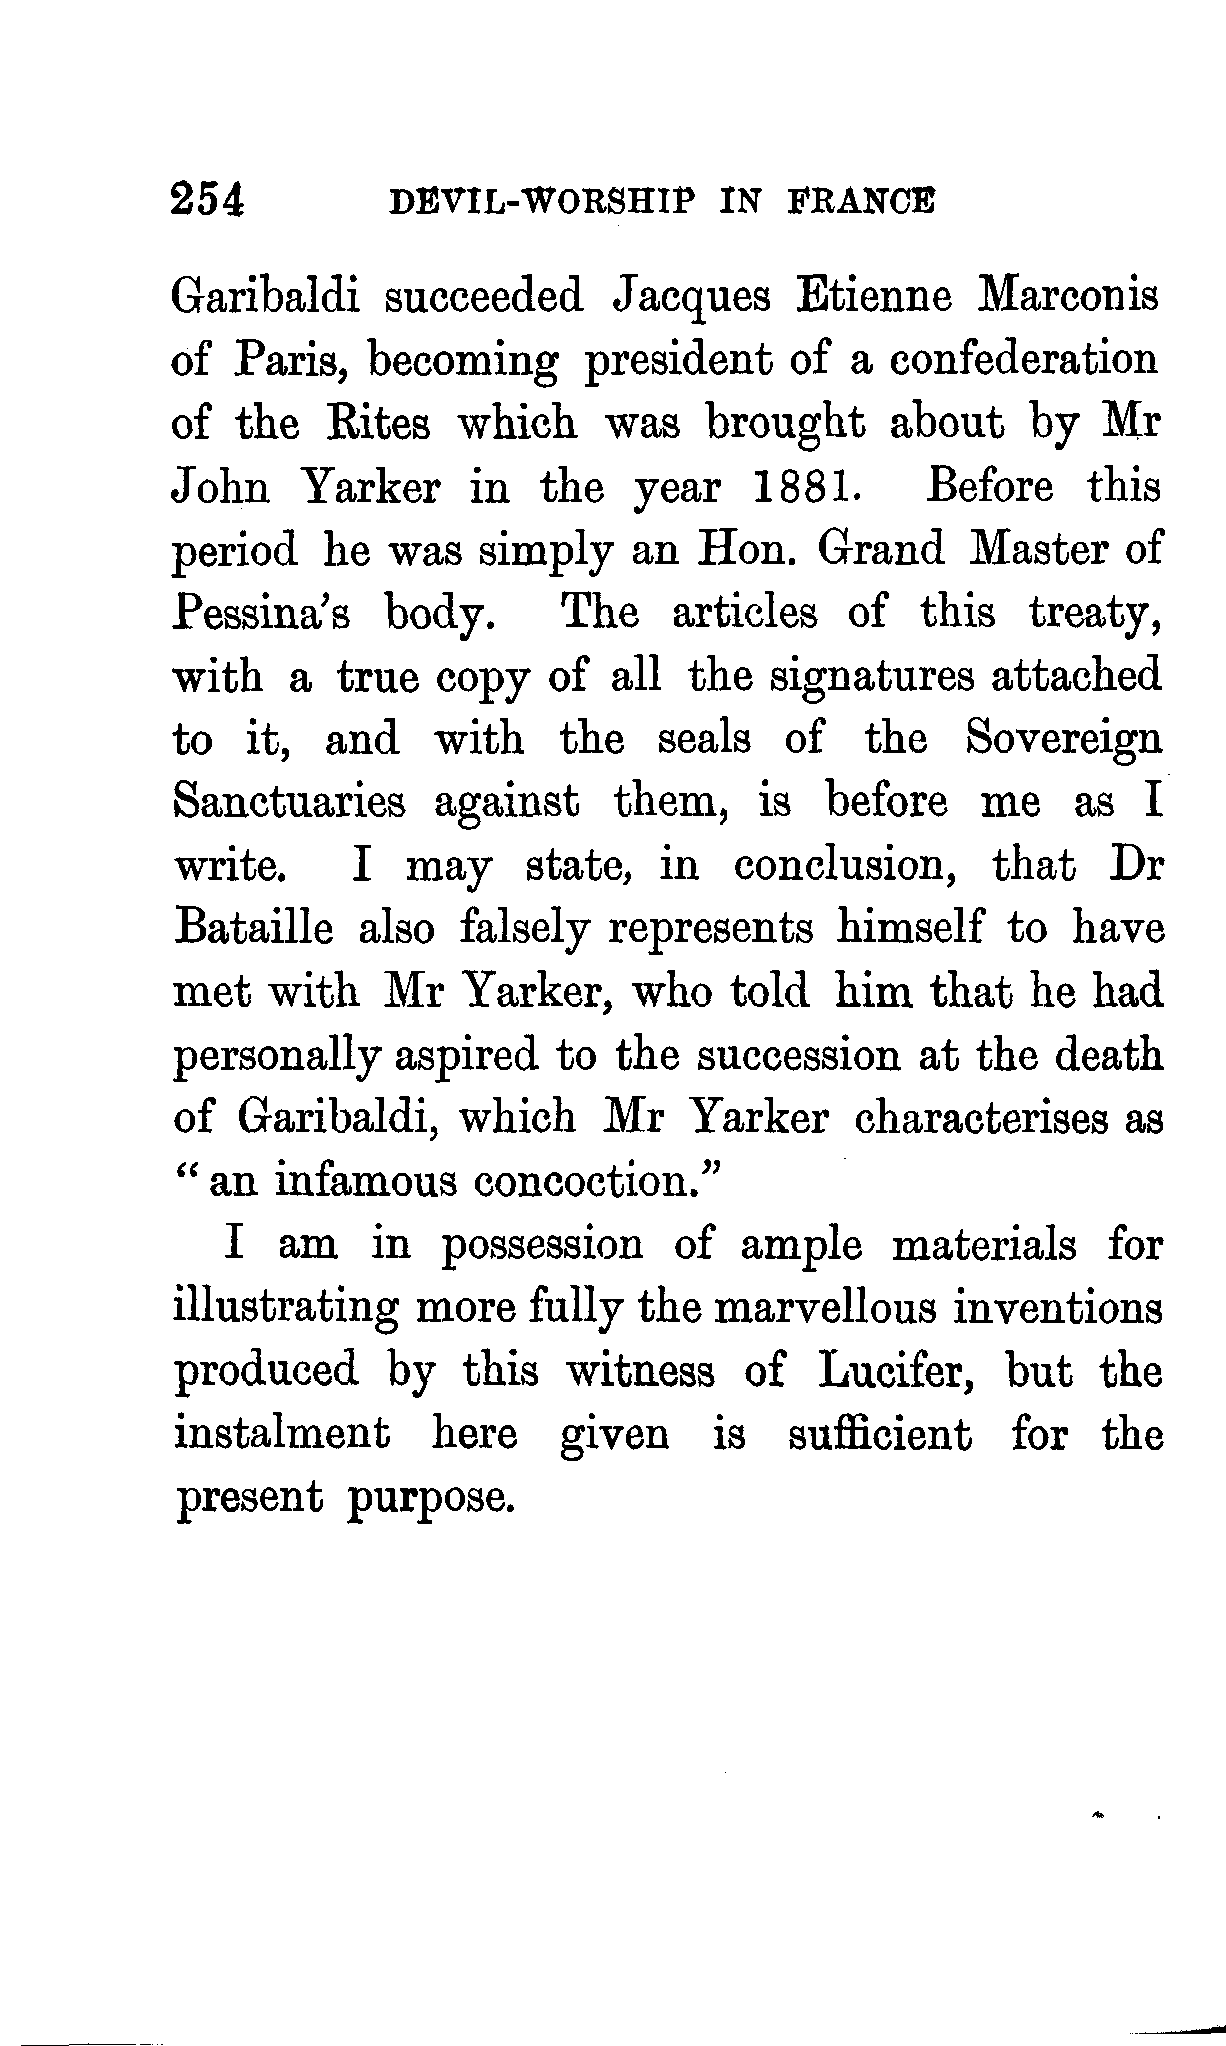 254 DEVIL-WORSHIP IN FRANCE
Garibaldi succeeded Jacques Etienne Marconis
of Paris, becoming president of a confederation
of the Rites which was brought about by Mr
John Yarker in the year 1881. Before this
period he was simply an Hon. Grand Master of
Pessina's body. The articles of this treaty,
with a true copy of all the signatures attached
to it, and with the seals of the Sovereign
Sanctuaries against them, is before me as I
write. I may state, in conclusion, that Dr
Bataille also falsely represents himself to have
met with Mr Yarker, who told him that he had
personally aspired to the succession at the death
of Garibaldi, which Mr Yarker characterises as
“an infamous concoction.”
I am in possession of ample materials for
illustrating more fully the marvellous inventions
produced by this witness of Lucifer, but the
instalment here given is sufficient for the
present purpose.